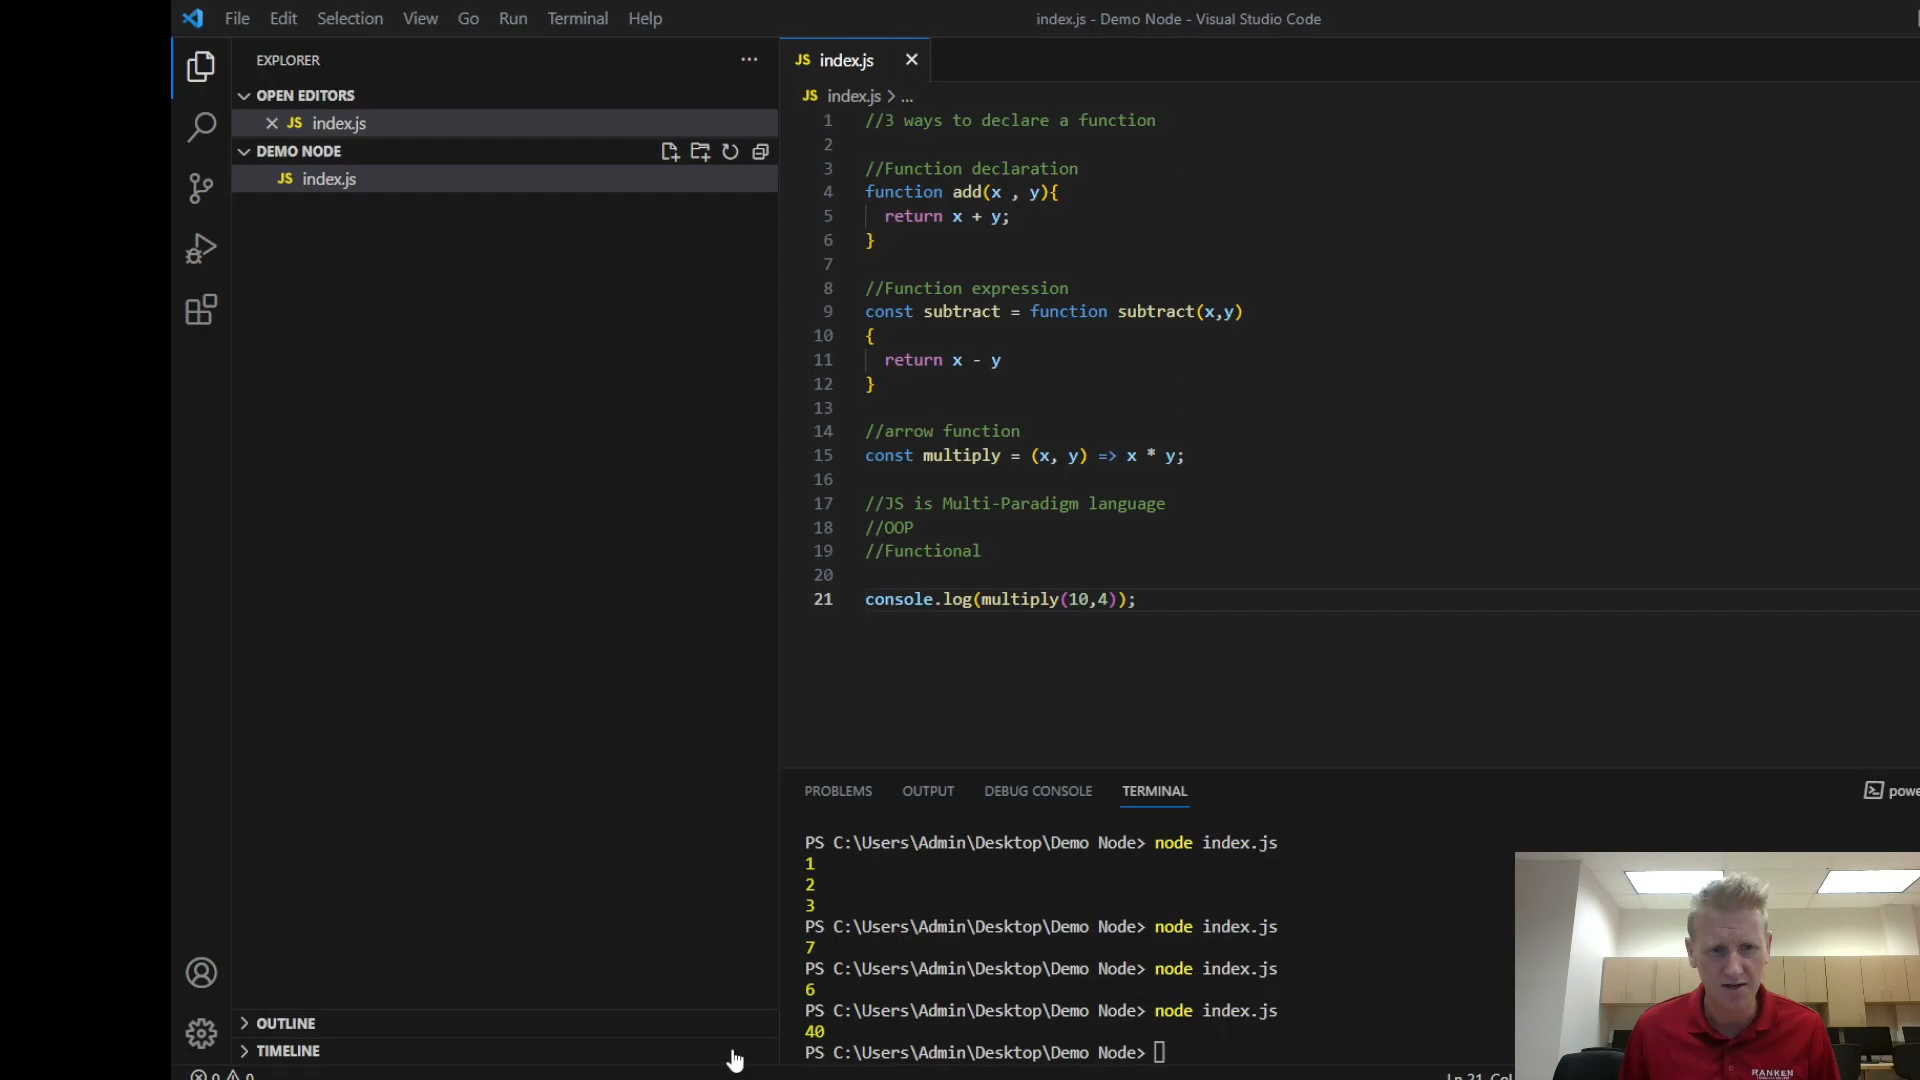 File Edit Selection View Go Run Terminal Help
index.js - Demo Node - Visual Studio Code
EXPLORER
OPEN EDITORS
JS index.js
DEMO NODE
JS index.js
OUTLINE
TIMELINE
0 0
JS index.js
JS index.js > ...
1 //3 ways to declare a function
2
3 //Function declaration
4 function add(x , y){
5 return x + y;
6 }
7
8 //Function expression
9 const subtract = function subtract(x,y)
10 {
11 return x - y
12 }
13
14 //arrow function
15 const multiply = (x, y) => x * y;
16
17 //JS is Multi-Paradigm language
18 //OOP
19 //Functional
20
21 console.log(multiply(10,4));
PROBLEMS OUTPUT DEBUG CONSOLE TERMINAL
powe
PS C:\Users\Admin\Desktop\Demo Node> node index.js
1
2
3
PS C:\Users\Admin\Desktop\Demo Node> node index.js
7
PS C:\Users\Admin\Desktop\Demo Node> node index.js
6
PS C:\Users\Admin\Desktop\Demo Node> node index.js
40
PS C:\Users\Admin\Desktop\Demo Node>
Ln 21, Col
RANKEN